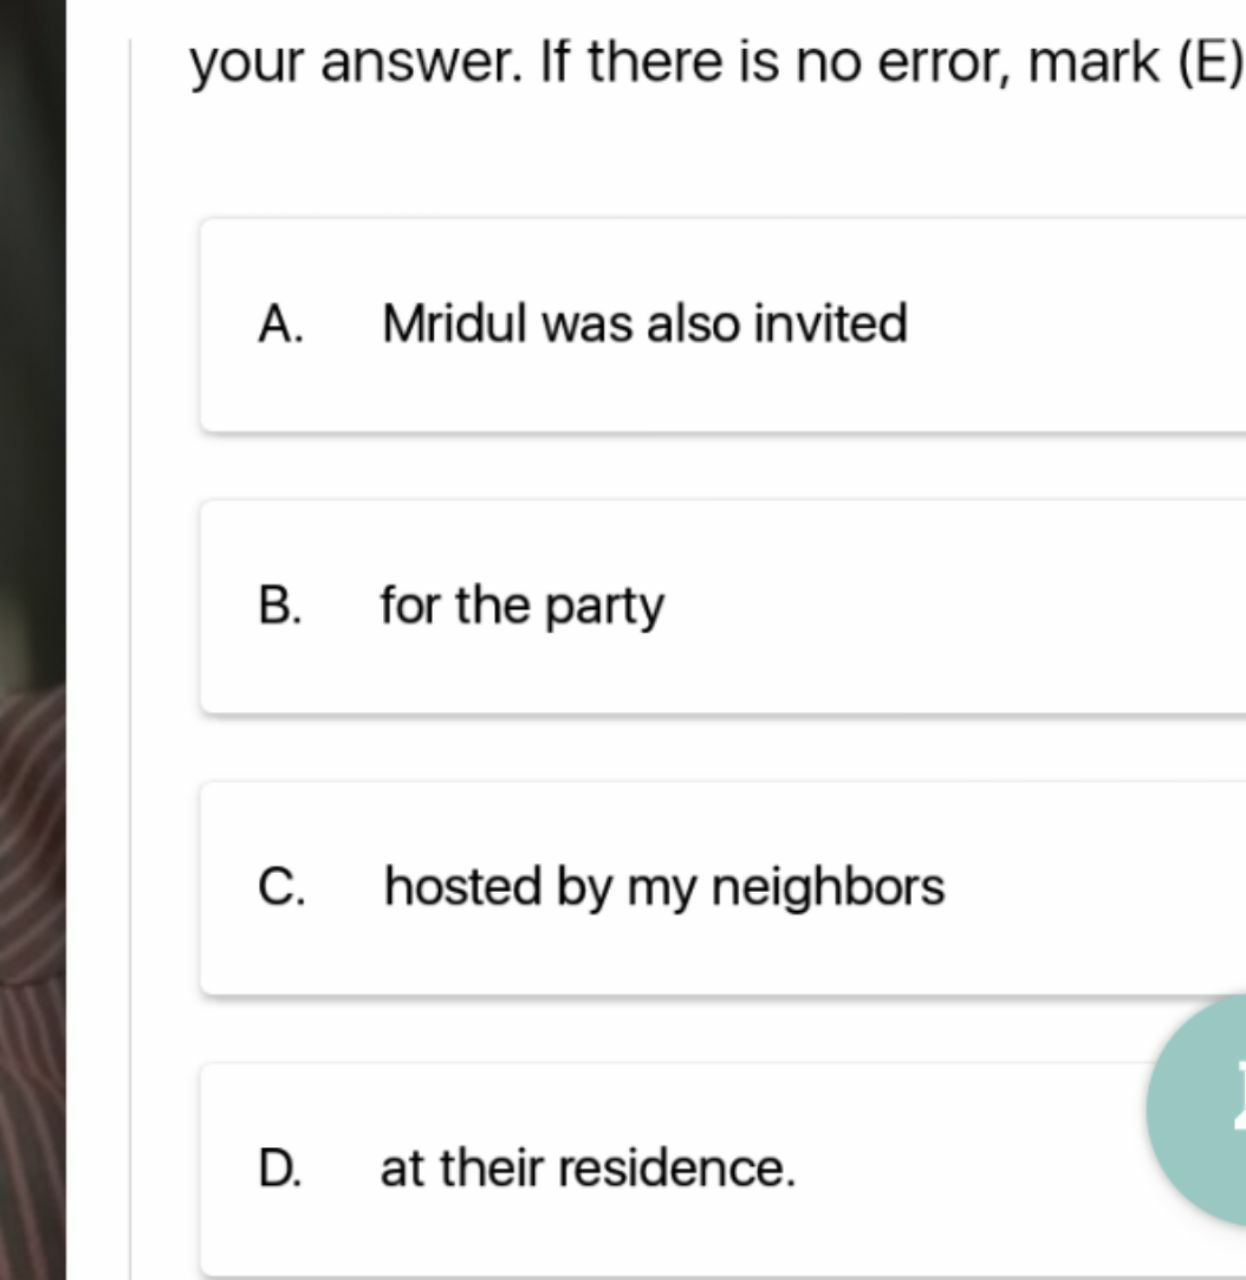 your answer. If there is no error, mark (E)
A. Mridul was also invited
B. for the party
C. hosted by my neighbors
D. at their residence.